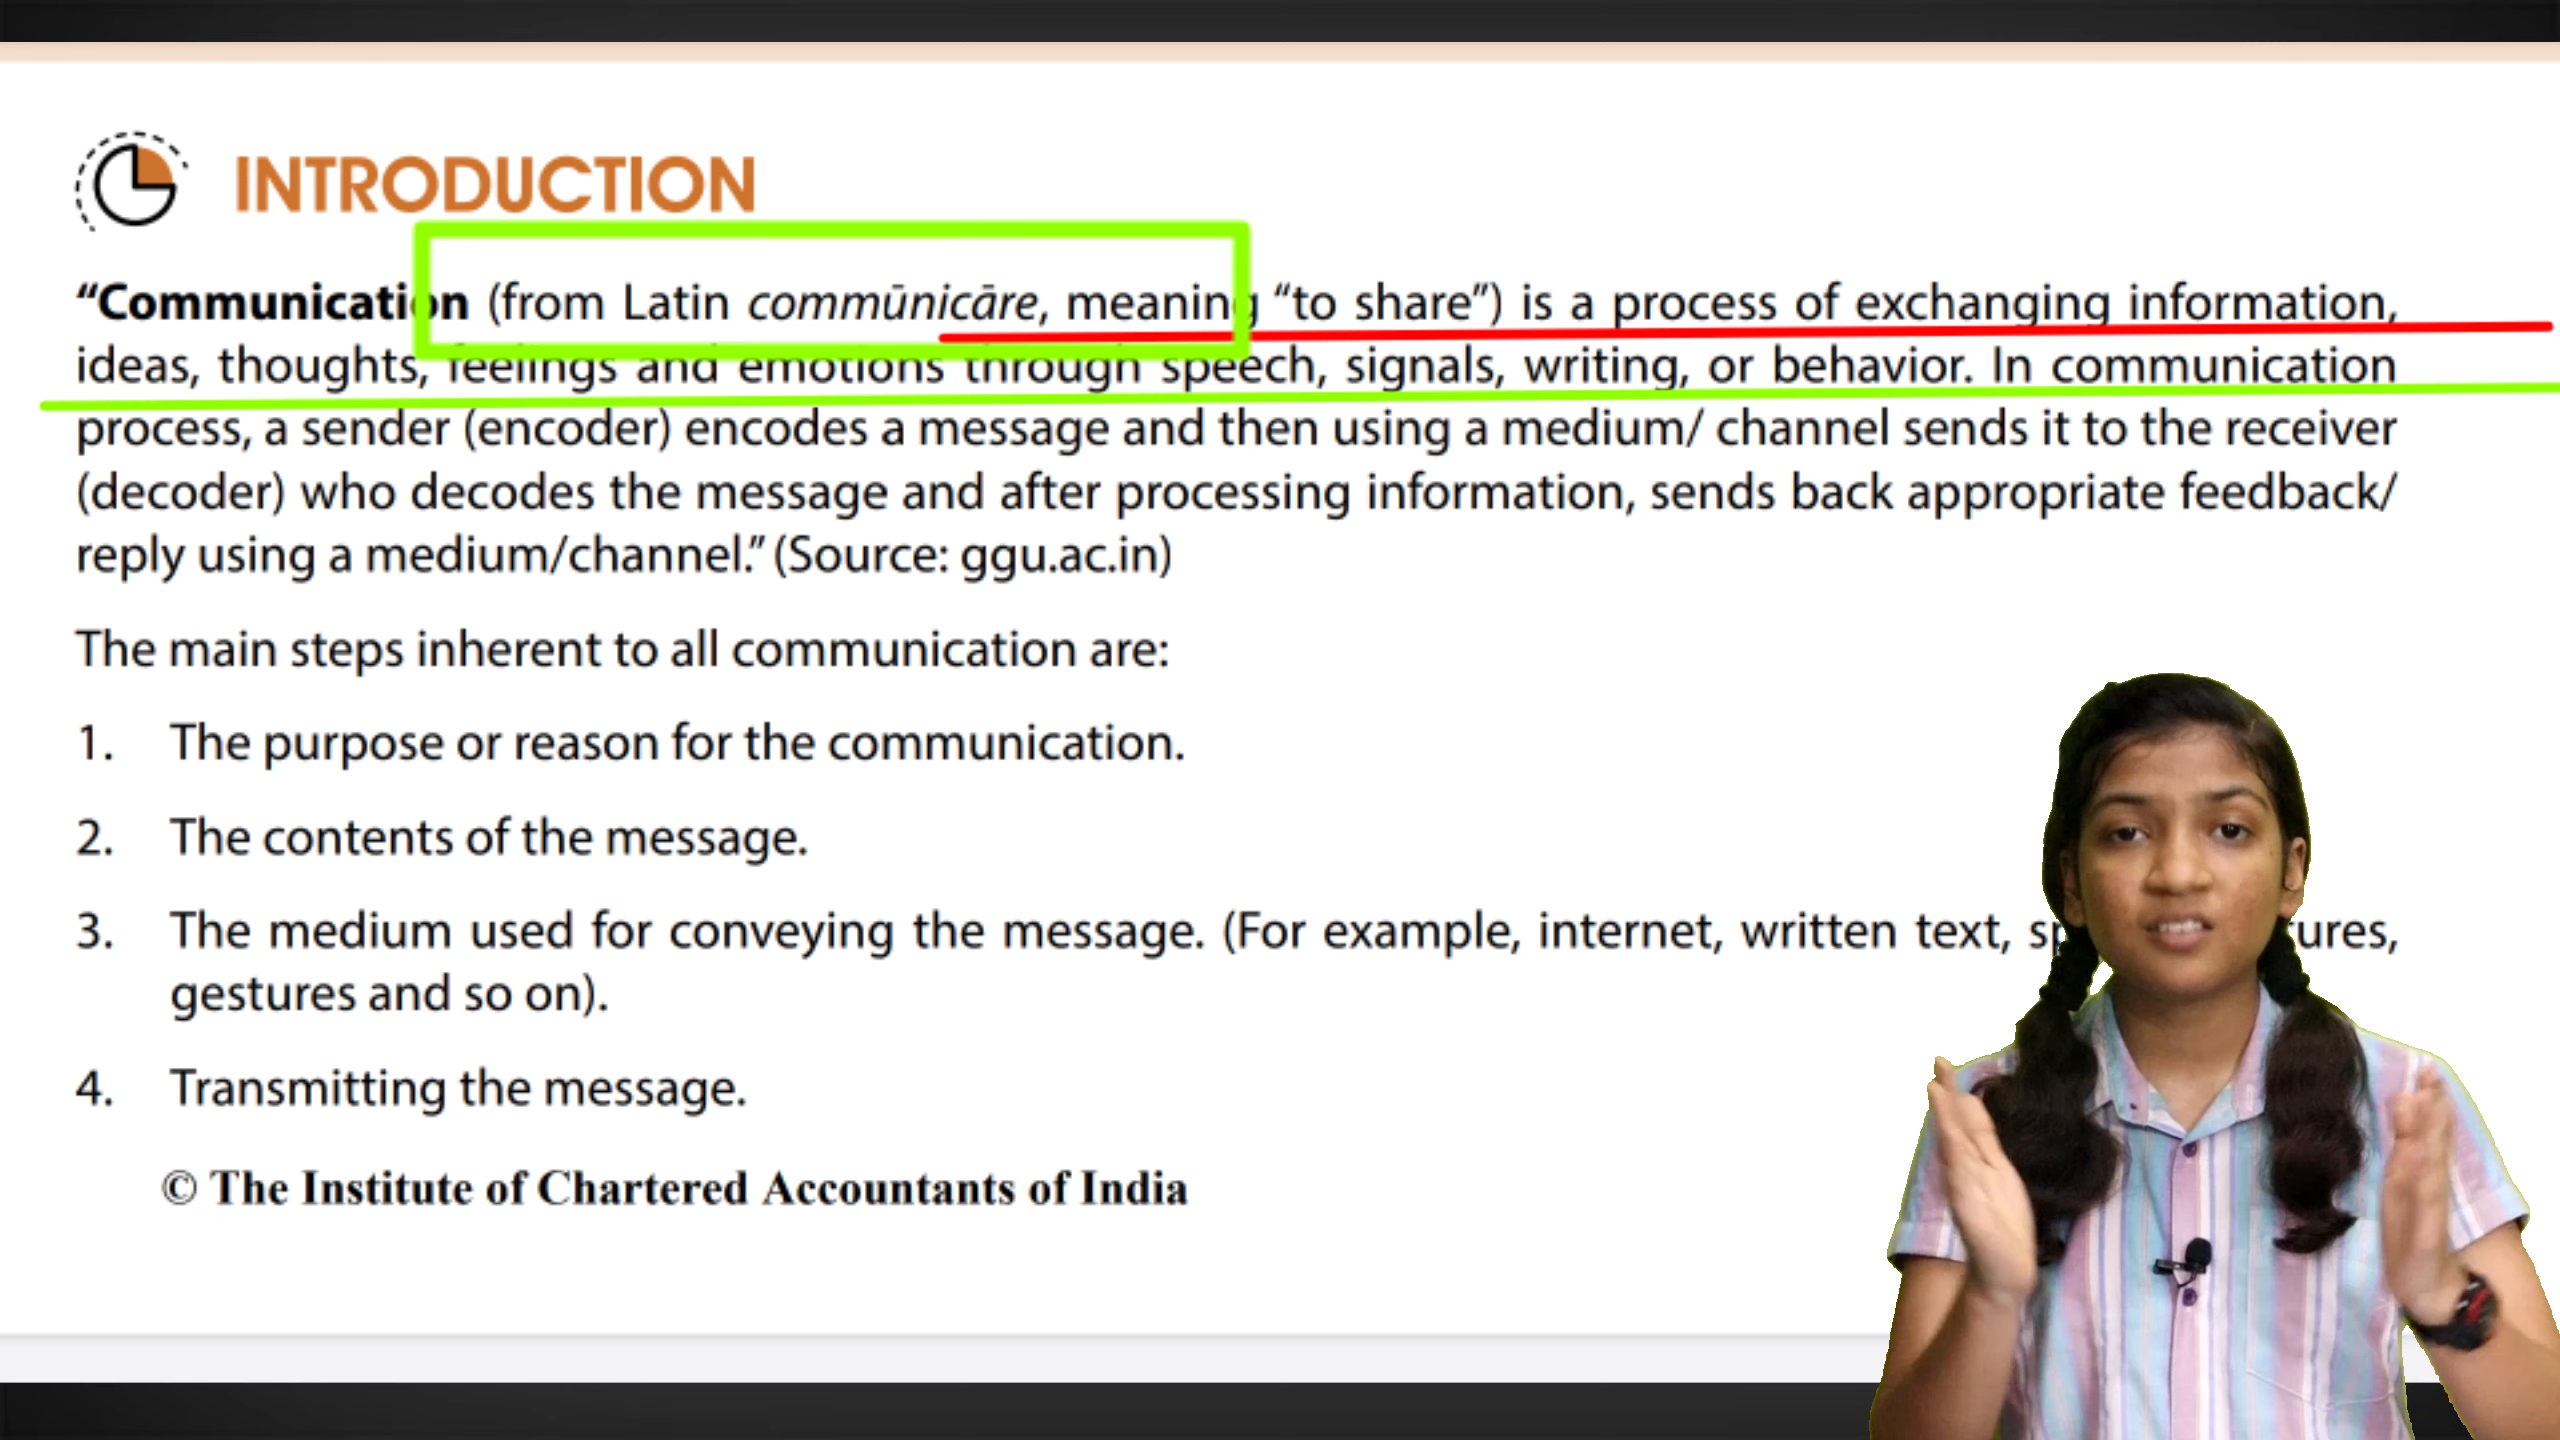 INTRODUCTION
“Communication (from Latin commūnicāre, meaning “to share”) is a process of exchanging information,
ideas, thoughts, feelings and emotions through speech, signals, writing, or behavior. In communication
process, a sender (encoder) encodes a message and then using a medium/ channel sends it to the receiver
(decoder) who decodes the message and after processing information, sends back appropriate feedback/
reply using a medium/channel.” (Source: ggu.ac.in)
The main steps inherent to all communication are:
1. The purpose or reason for the communication.
2. The contents of the message.
3. The medium used for conveying the message. (For example, internet, written text,
gestures and so on).
4. Transmitting the message.
© The Institute of Chartered Accountants of India